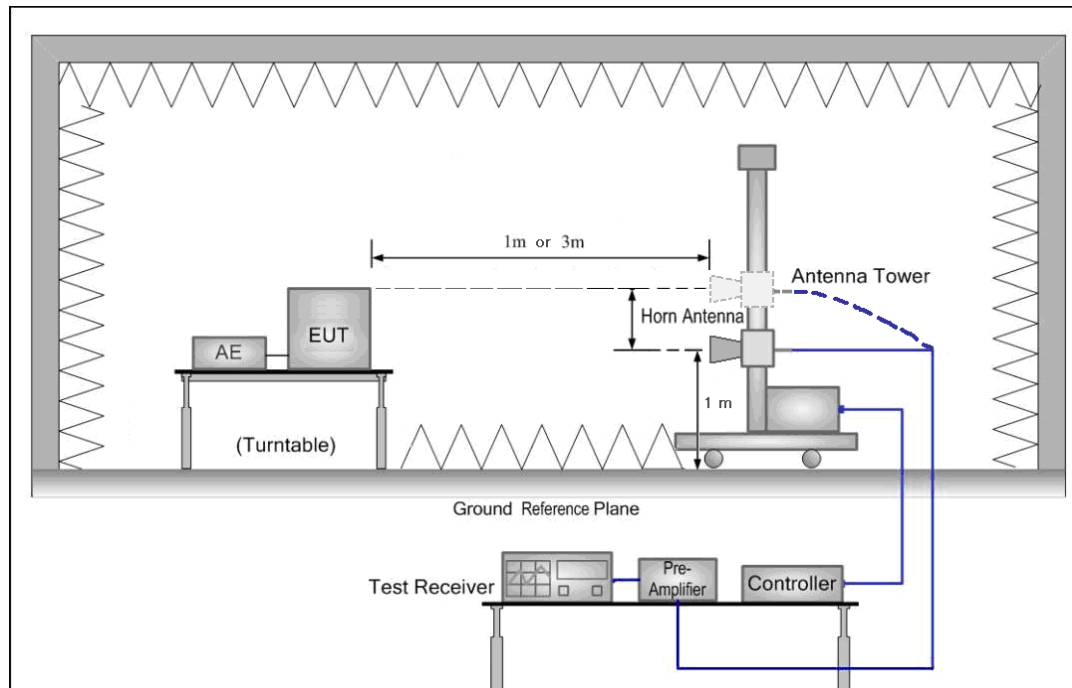 1m or 3m
Antenna Tower
Horn Antenna
EUT
AE
1 m
(Turntable)
Ground Reference Plane
Test Receiver
Pre-
Amplifier
Controller